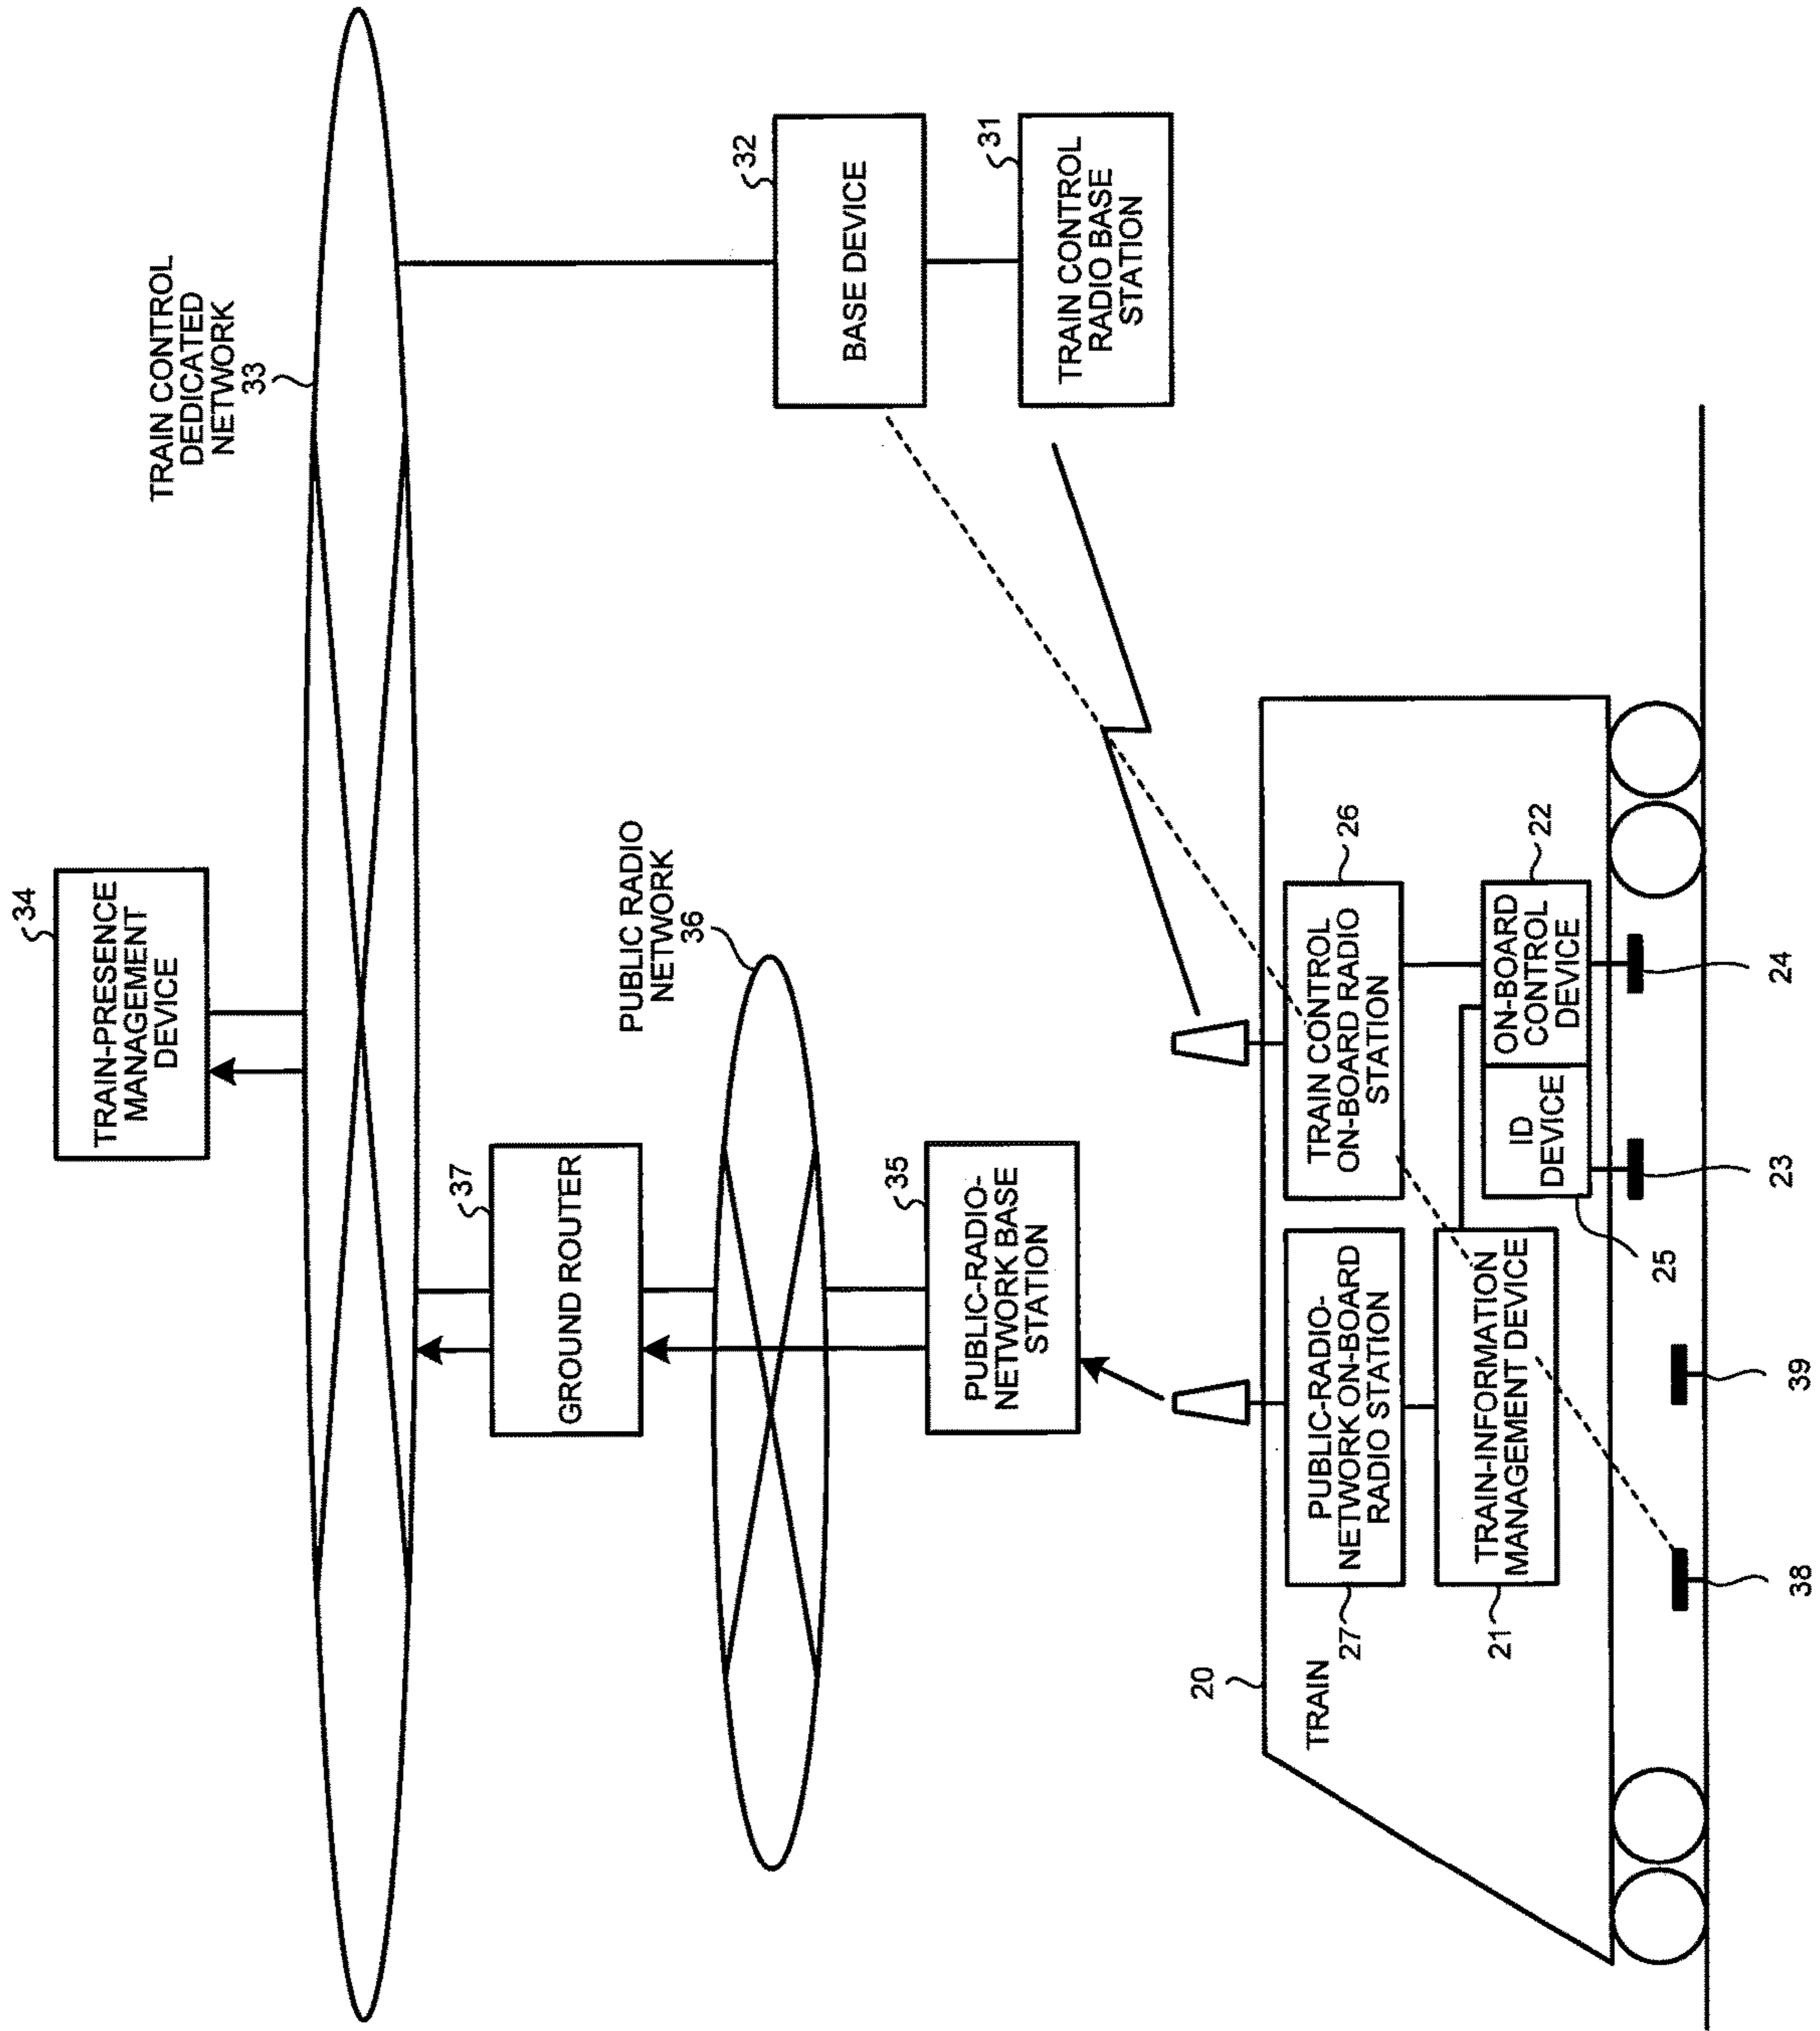 34
TRAIN-PRESENCE
MANAGEMENT
DEVICE
TRAIN CONTROL
DEDICATED
NETWORK
33
37
GROUND ROUTER
PUBLIC RADIO
NETWORK
36
32
BASE DEVICE
35
PUBLIC-RADIO-
NETWORK BASE
STATION
31
TRAIN CONTROL
RADIO BASE
STATION
20
TRAIN
27
PUBLIC-RADIO-
NETWORK ON-BOARD
RADIO STATION
TRAIN CONTROL
ON-BOARD RADIO
STATION
26
21
TRAIN-INFORMATION
MANAGEMENT DEVICE
ID
DEVICE
ON-BOARD
CONTROL
DEVICE
22
25
38
39
23
24